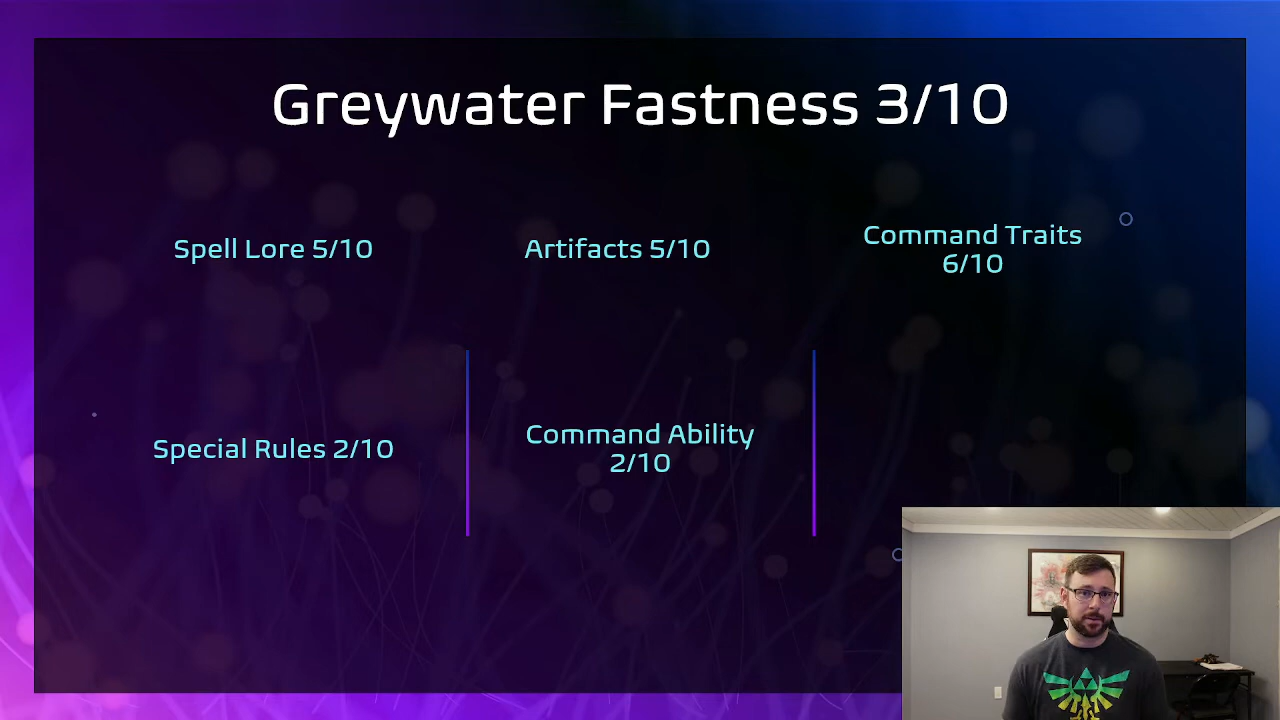 Greywater Fastness 3/10
Spell Lore 5/10
Artifacts 5/10
Command Traits
6/10
Special Rules 2/10
Command Ability
2/10